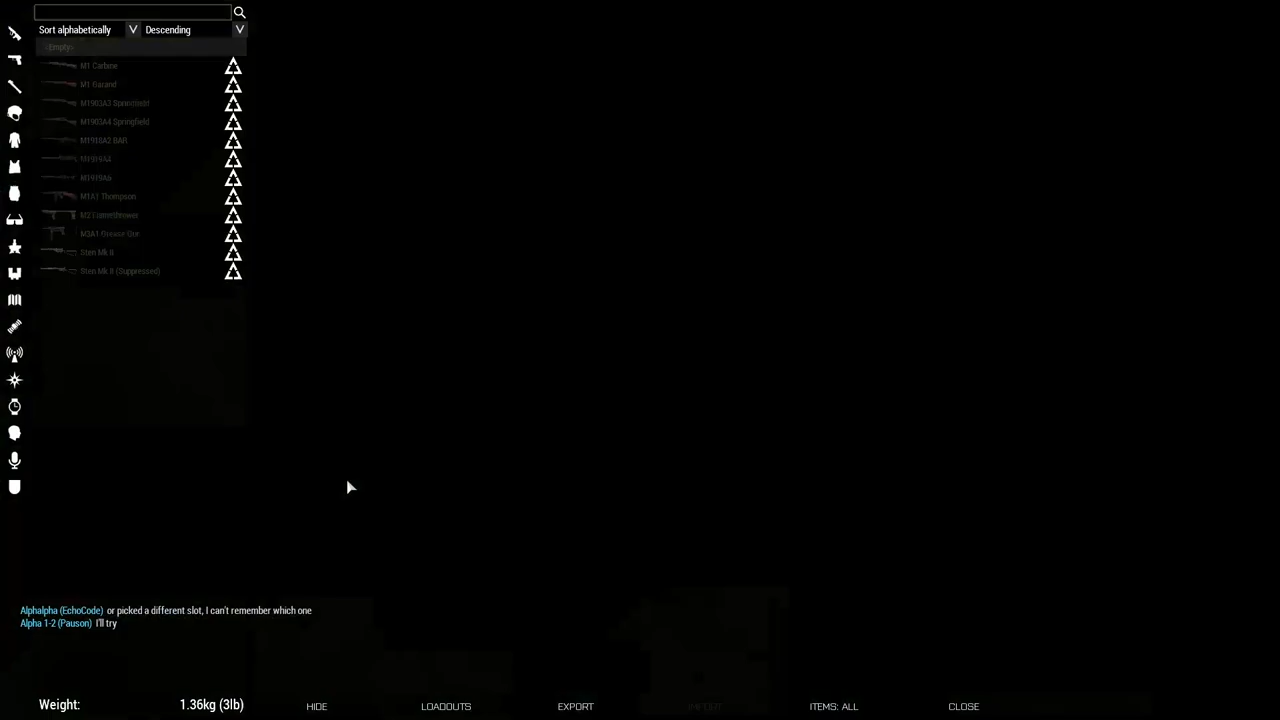 Sort alphabetically V Descending V
<Empty>
M1 Carbine
M1 Garand
M1903A3 Springfield
M1903A4 Springfield
M1918A2 BAR
M1919A4
M1919A6
M1A1 Thompson
M2 Flamethrower
M3A1 Grease Gun
Sten Mk II
Sten Mk II (Suppressed)
Alphalpha (EchoCode) or picked a different slot, I can't remember which one
Alpha 1-2 (Pauson) I'll try
Weight: 1.36kg (3lb) HIDE LOADOUTS EXPORT IMPORT ITEMS: ALL CLOSE